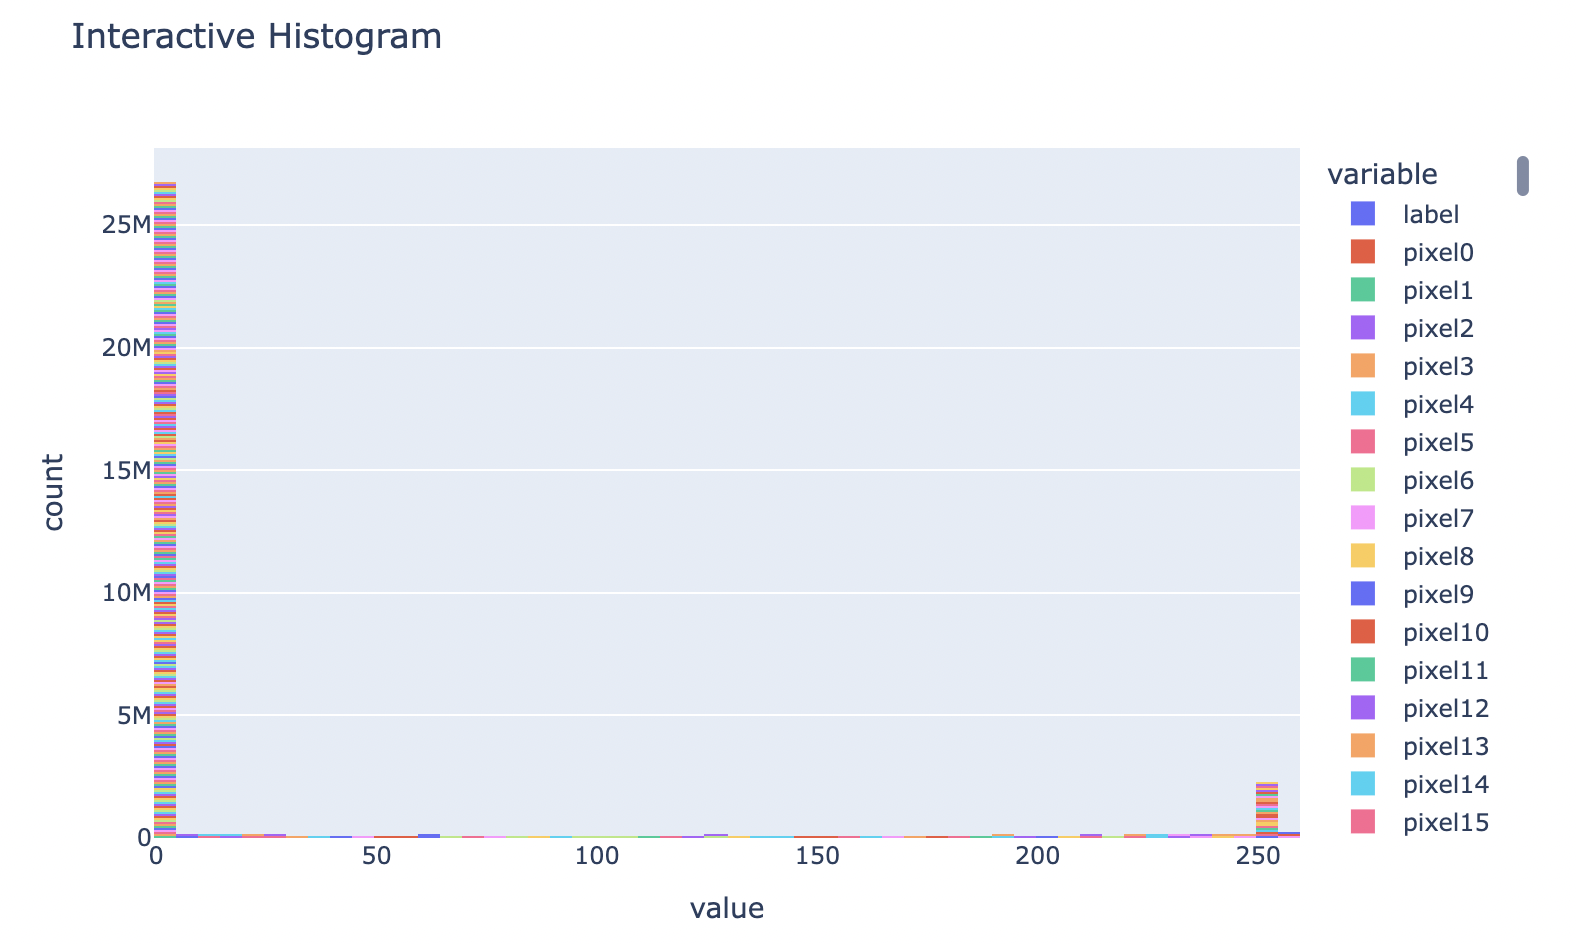 Interactive Histogram
25M
20M
15M
10M
5M
0
count
0 50 100 150 200 250
value
variable
label
pixel0
pixel1
pixel2
pixel3
pixel4
pixel5
pixel6
pixel7
pixel8
pixel9
pixel10
pixel11
pixel12
pixel13
pixel14
pixel15